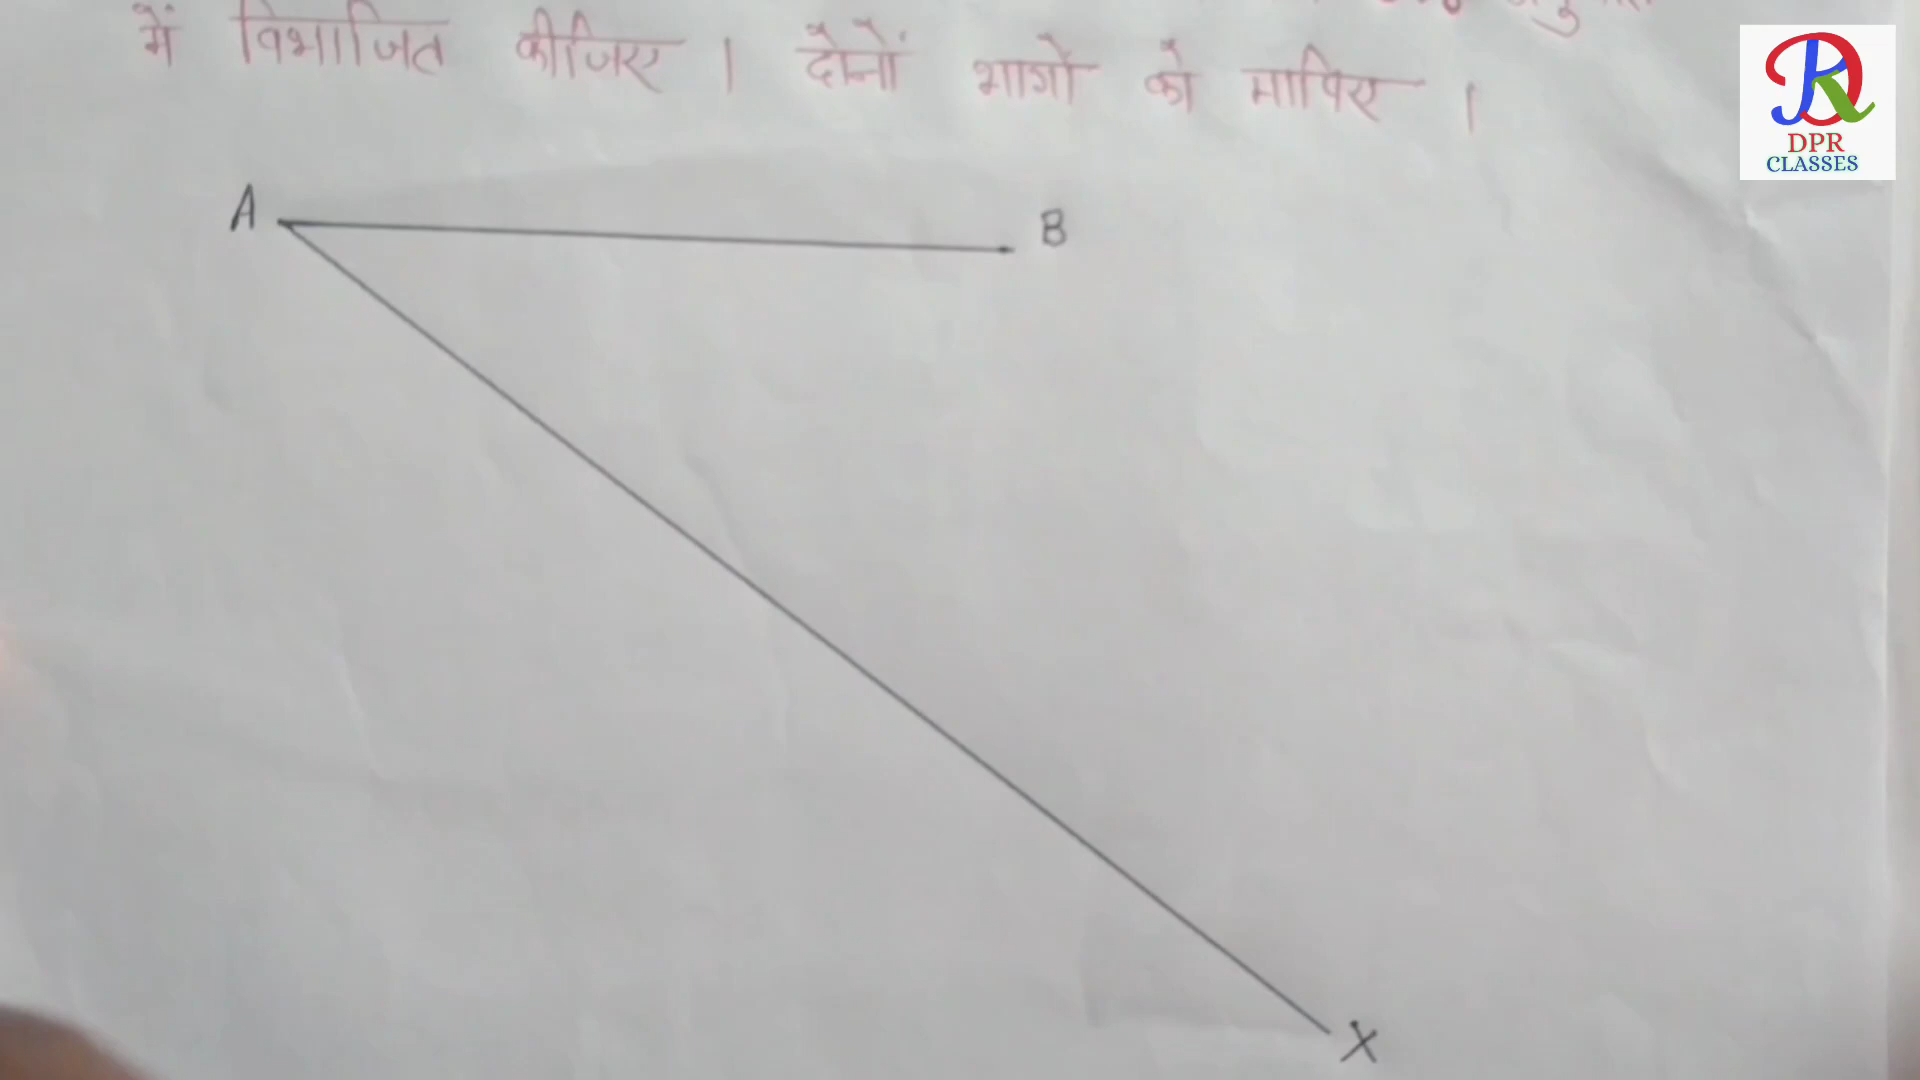 में विभाजित कीजिए । दोनों भागों को मापिए ।
DPR
CLASSES
A
B
X